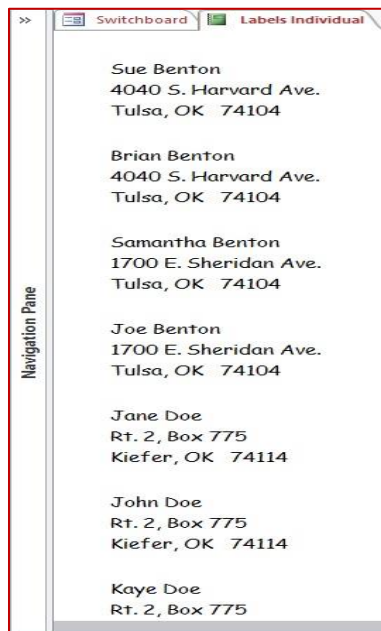 »
Switchboard
Labels Individual
Navigation Pane
Sue Benton
4040 S. Harvard Ave.
Tulsa, OK 74104
Brian Benton
4040 S. Harvard Ave.
Tulsa, OK 74104
Samantha Benton
1700 E. Sheridan Ave.
Tulsa, OK 74104
Joe Benton
1700 E. Sheridan Ave.
Tulsa, OK 74104
Jane Doe
Rt. 2, Box 775
Kiefer, OK 74114
John Doe
Rt. 2, Box 775
Kiefer, OK 74114
Kaye Doe
Rt. 2, Box 775